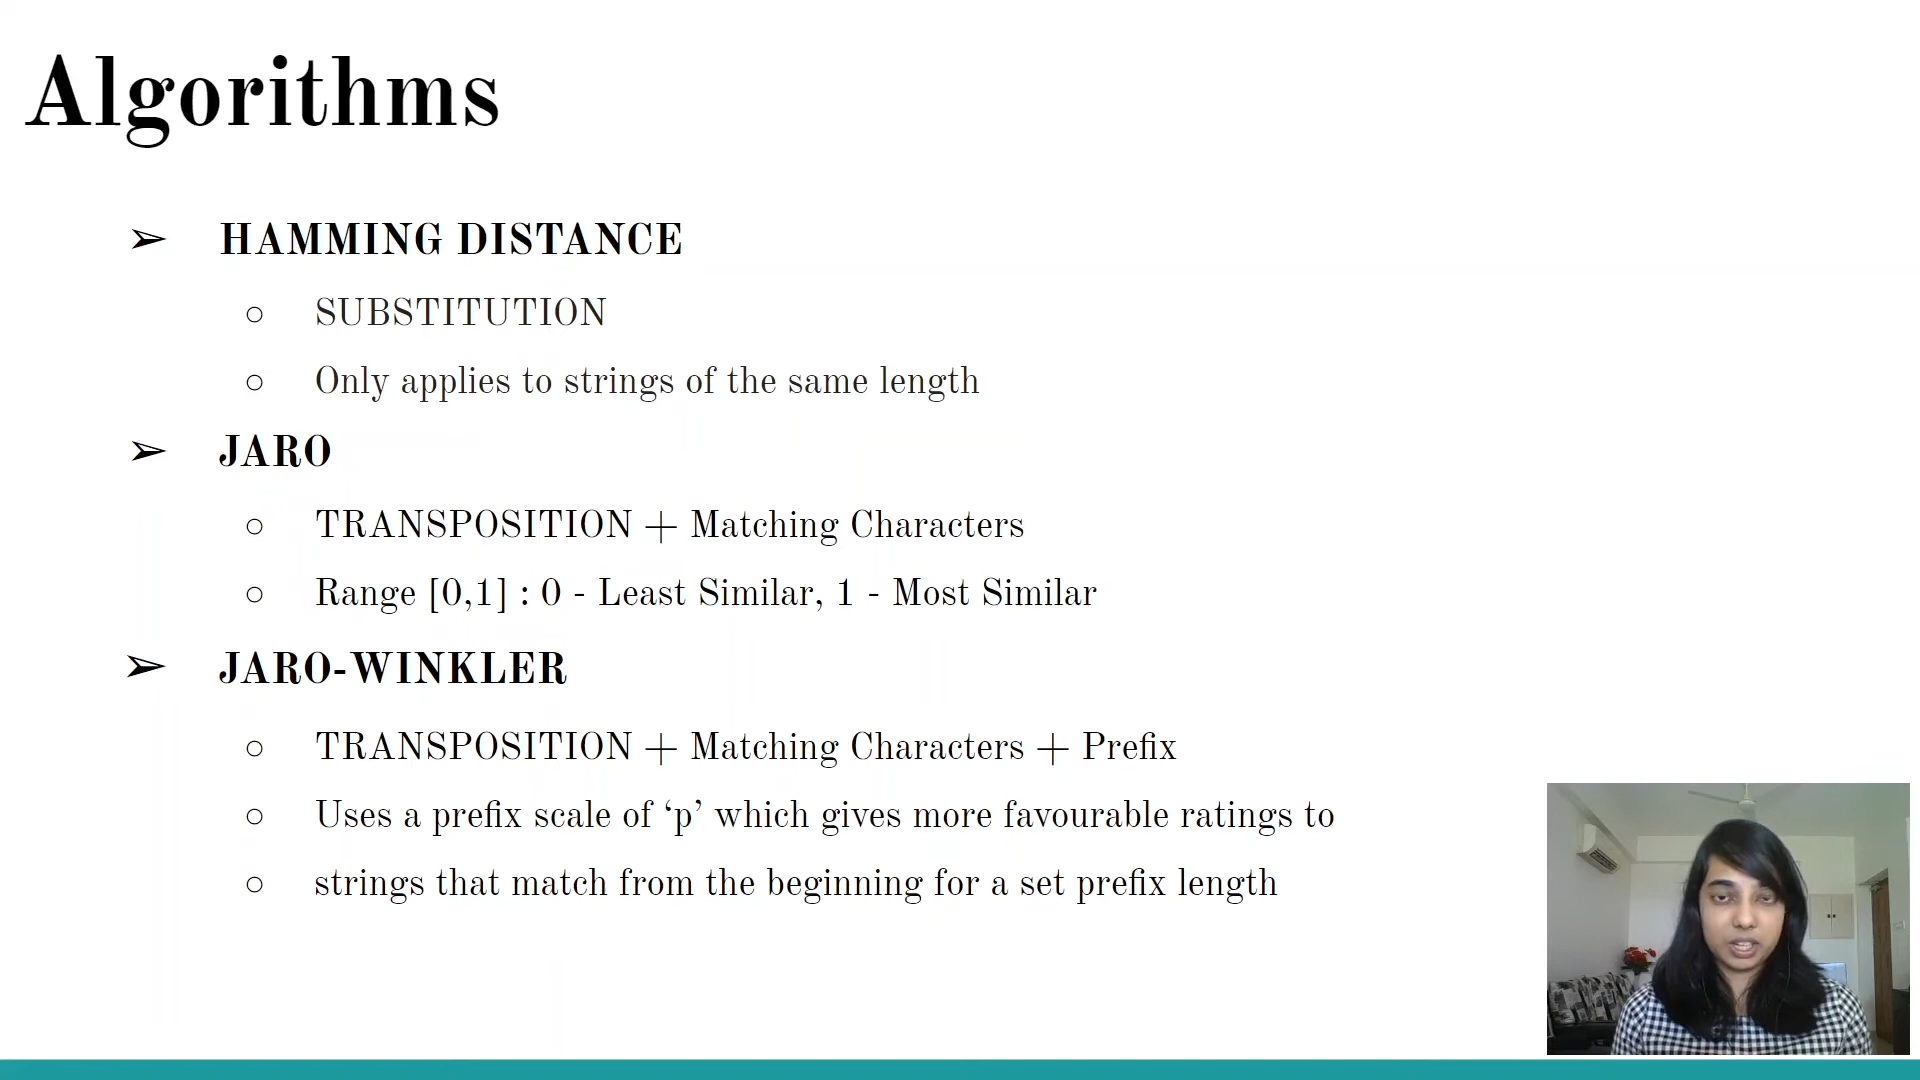 Algorithms
➢ HAMMING DISTANCE
○ SUBSTITUTION
○ Only applies to strings of the same length
➢ JARO
○ TRANSPOSITION + Matching Characters
○ Range [0,1] : 0 - Least Similar, 1 - Most Similar
➢ JARO-WINKLER
○ TRANSPOSITION + Matching Characters + Prefix
○ Uses a prefix scale of ‘p’ which gives more favourable ratings to
○ strings that match from the beginning for a set prefix length